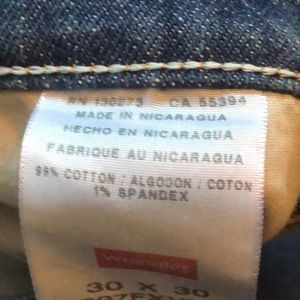 RN 130273 CA 55394
MADE IN NICARAGUA
HECHO EN NICARAGUA
FABRIQUE AU NICARAGUA
99% COTTON / ALGODON / COTON
1% SPANDEX
Wrangler
30 X 30